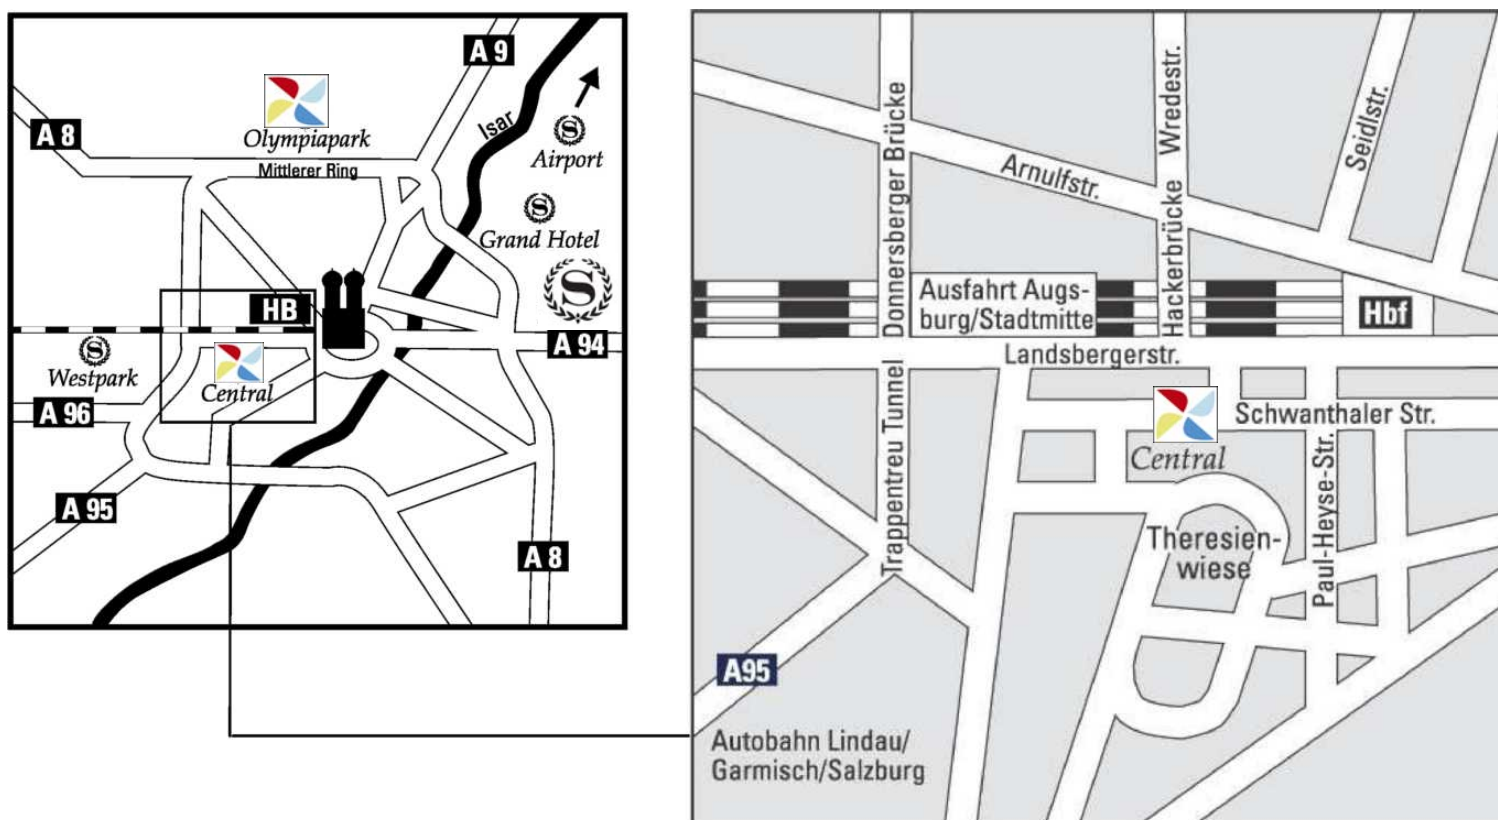 A 9
A 8
Isar
Olympiapark
Mittlerer Ring
S
Airport
S
Grand Hotel
S
HB
A 94
S
Westpark
Central
A 96
A 95
A 8
Donnersberger Brücke
Wredestr.
Seidlstr.
Arnulfstr.
Hackerbrücke
Ausfahrt Augs-
burg/Stadtmitte
Hbf
Landsbergerstr.
Trappentreu Tunnel
Schwanthaler Str.
Central
Paul-Heyse-Str.
Theresien-
wiese
A95
Autobahn Lindau/
Garmisch/Salzburg